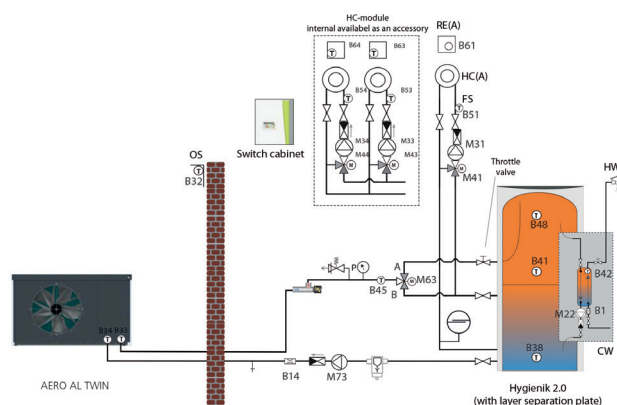 HC-module
internal availabel as an accessory
RE(A)
B64
B63
B61
T
T
HC(A)
B54
B53
FS
T
T
T
B51
Switch cabinet
M34
M33
M31
M44
M43
M
M
M
M41
OS
T
B32
Throttle
valve
HW
T
B48
P
A
B41
T
T
B42
T
M
M63
B45
B
M22
B1
B34
B33
T
T
B38
T
CW
B14
M73
AERO AL TWIN
Hygienik 2.0
(with layer separation plate)